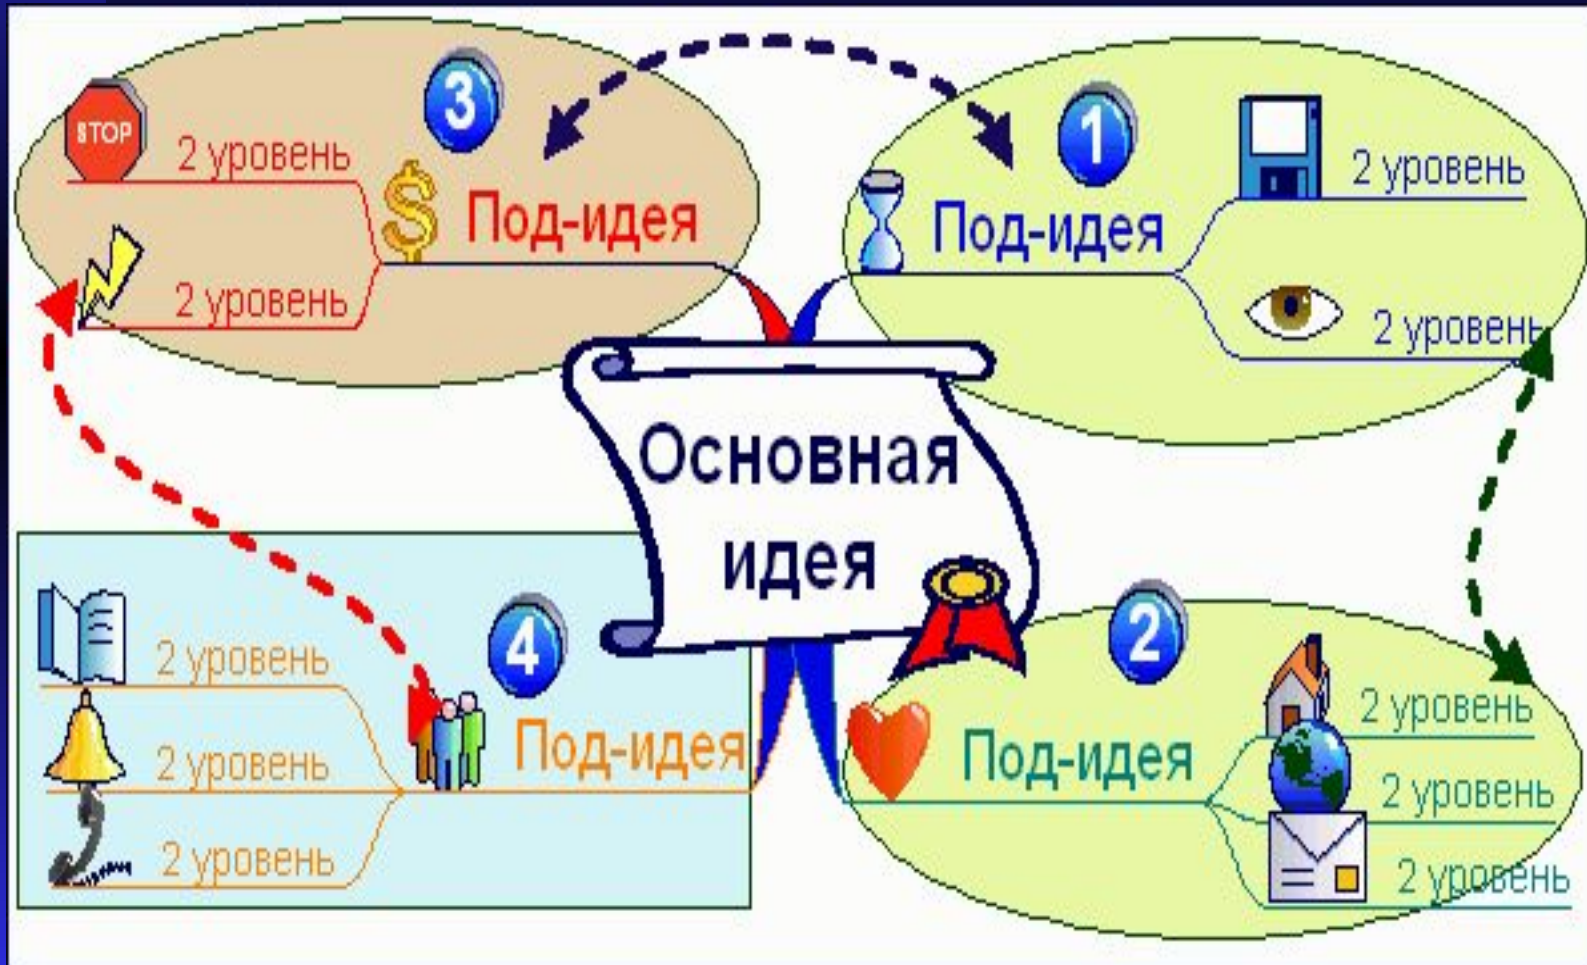 Основная
идея
1
Под-идея
2 уровень
2 уровень
2
Под-идея
2 уровень
2 уровень
2 уровень
3
Под-идея
STOP
2 уровень
2 уровень
4
Под-идея
2 уровень
2 уровень
2 уровень